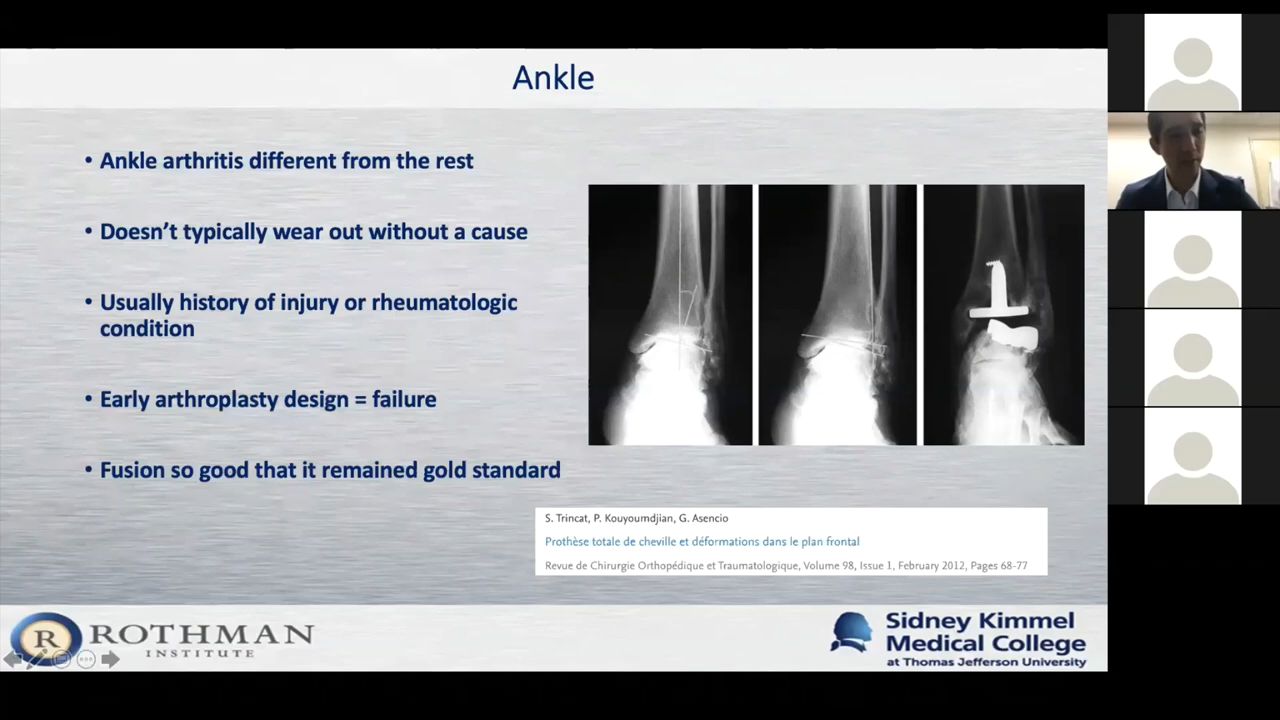 Ankle
• Ankle arthritis different from the rest
• Doesn't typically wear out without a cause
• Usually history of injury or rheumatologic
condition
• Early arthroplasty design = failure
• Fusion so good that it remained gold standard
S. Trincat, P. Kouyoumdjian, G. Asencio
Prothèse totale de cheville et déformations dans le plan frontal
Revue de Chirurgie Orthopédique et Traumatologique, Volume 98, Issue 1, February 2012, Pages 68-77
R ROTHMAN
INSTITUTE
Sidney Kimmel
Medical College
at Thomas Jefferson University